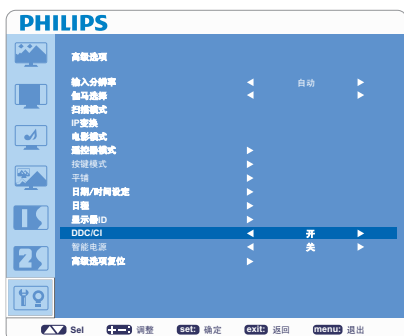 PHILIPS
高级选项
输入分辨率 自动
伽马选择
扫描模式
IP变换
电影模式
遥控器模式
按键模式
平铺
日期/时间设定
日程
显示器ID
DDC/CI 开
智能电源 关
高级选项复位
Sel 调整 set: 确定 exit: 返回 menu: 退出